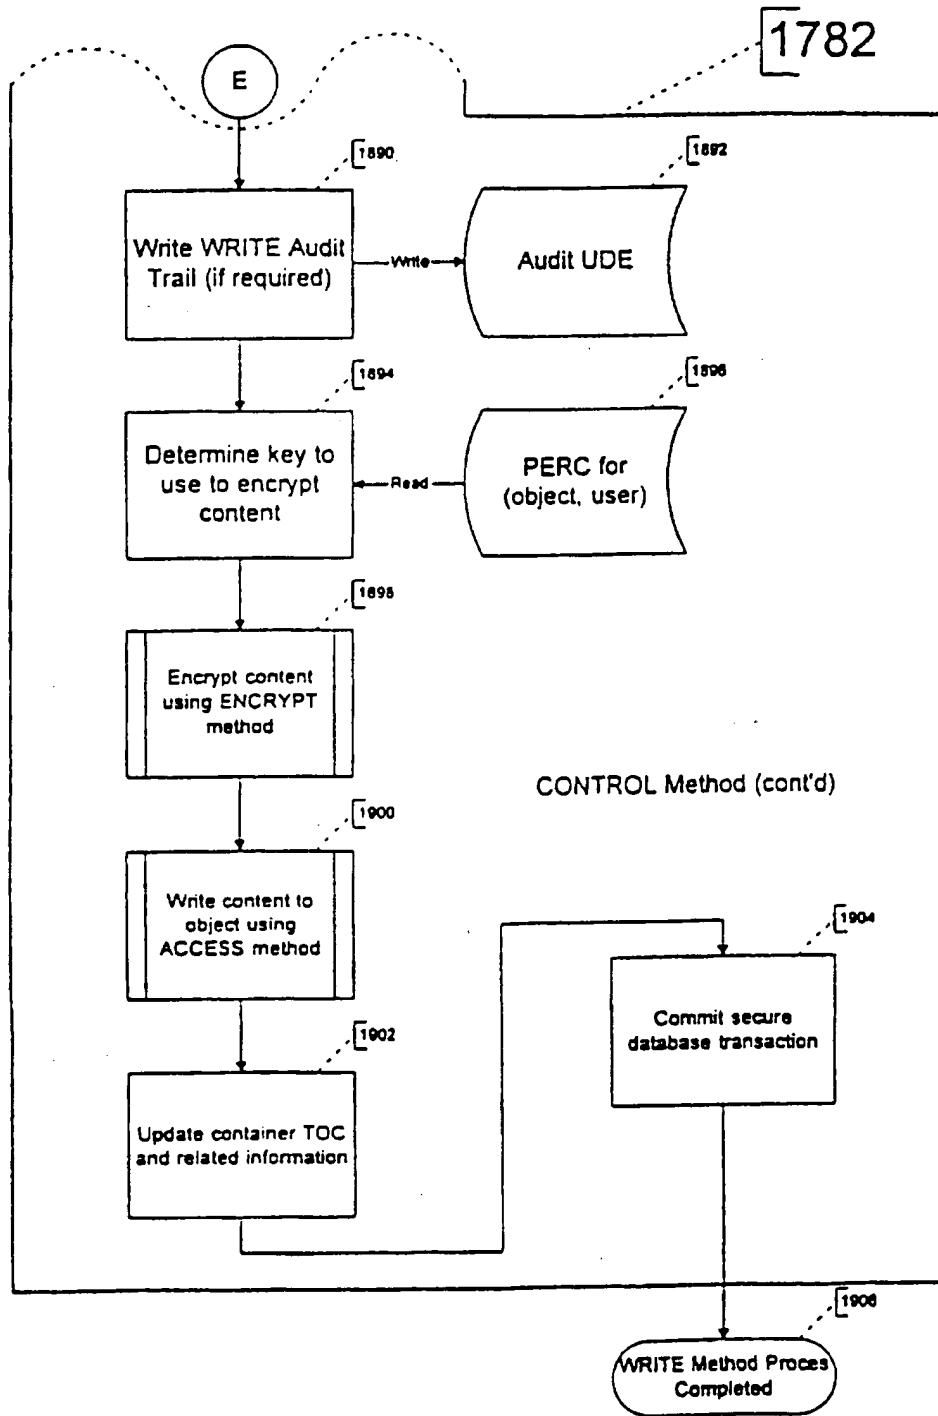 1782
E
1890
1892
Write WRITE Audit
Trail (if required)
Write
Audit UDE
1894
1896
Determine key to
use to encrypt
content
Read
PERC for
(object, user)
1898
Encrypt content
using ENCRYPT
method
CONTROL Method (cont'd)
1900
Write content to
object using
ACCESS method
1904
Commit secure
database transaction
1902
Update container TOC
and related information
1906
WRITE Method Proces
Completed